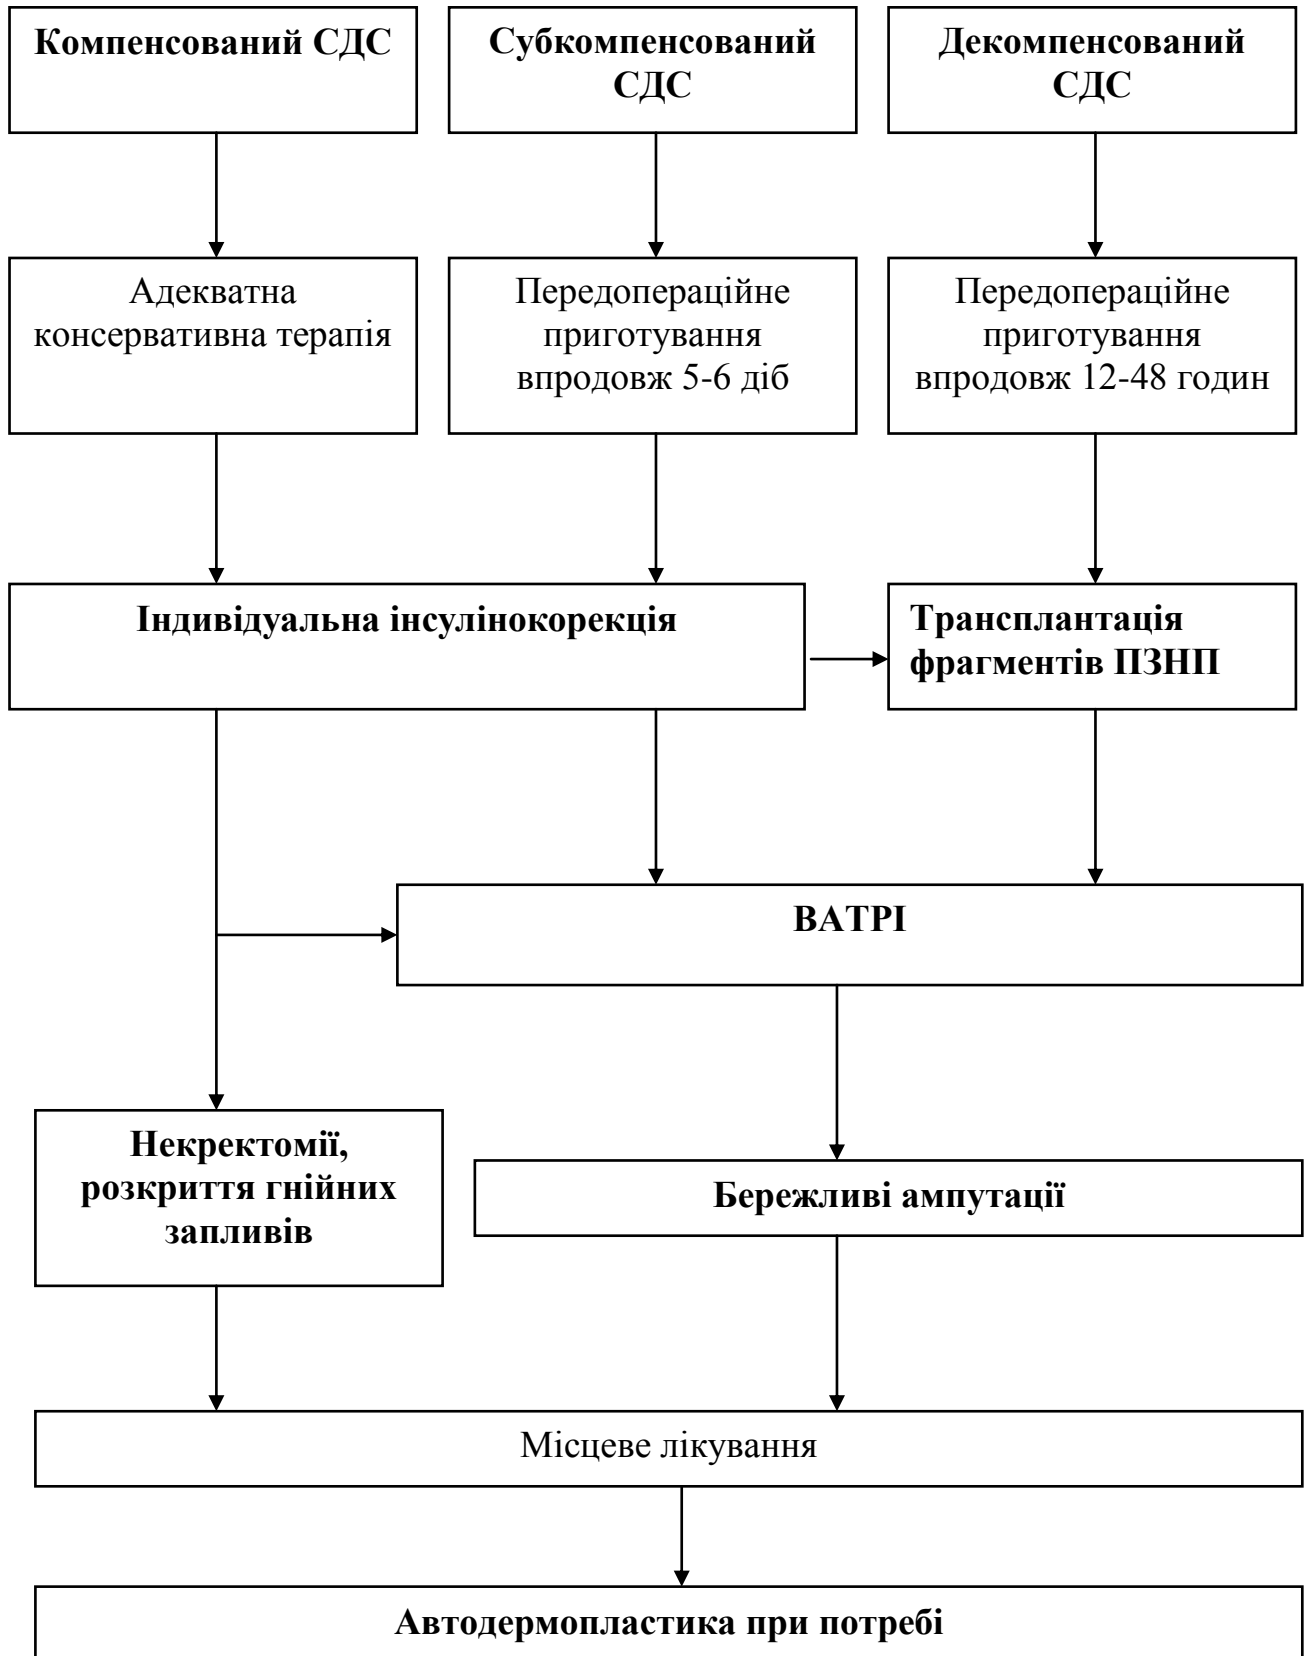 Компенсований СДС
Субкомпенсований
СДС
Декомпенсований
СДС
Адекватна
консервативна терапія
Передопераційне
приготування
впродовж 5-6 діб
Передопераційне
приготування
впродовж 12-48 годин
Індивідуальна інсулінокорекція
Трансплантація
фрагментів ПЗНП
ВАТРІ
Некректомії,
розкриття гнійних
запливів
Бережливі ампутації
Місцеве лікування
Автодермопластика при потребі